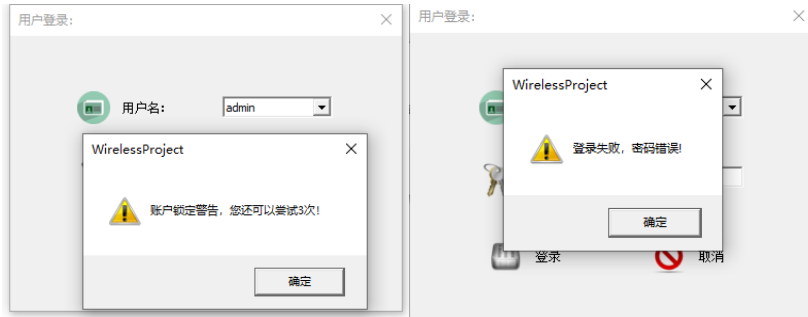 用户登录:
用户名:
admin
WirelessProject
账户锁定警告，您还可以尝试3次!
确定
用户登录:
WirelessProject
登录失败，密码错误!
确定
登录
取消